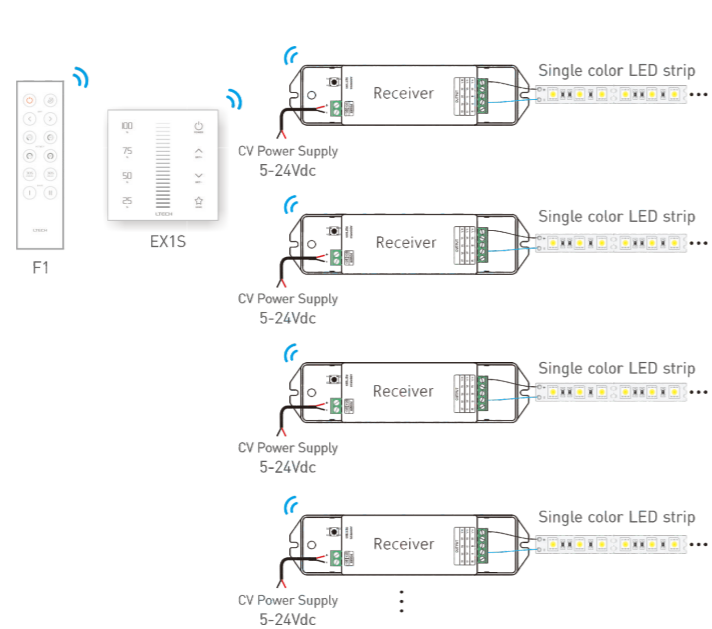 Single color LED strip
Receiver
CV Power Supply
5-24Vdc
100
75
50
25
LTECH
EX1S
LTECH
F1
Single color LED strip
Receiver
CV Power Supply
5-24Vdc
Single color LED strip
Receiver
CV Power Supply
5-24Vdc
Single color LED strip
Receiver
CV Power Supply
5-24Vdc